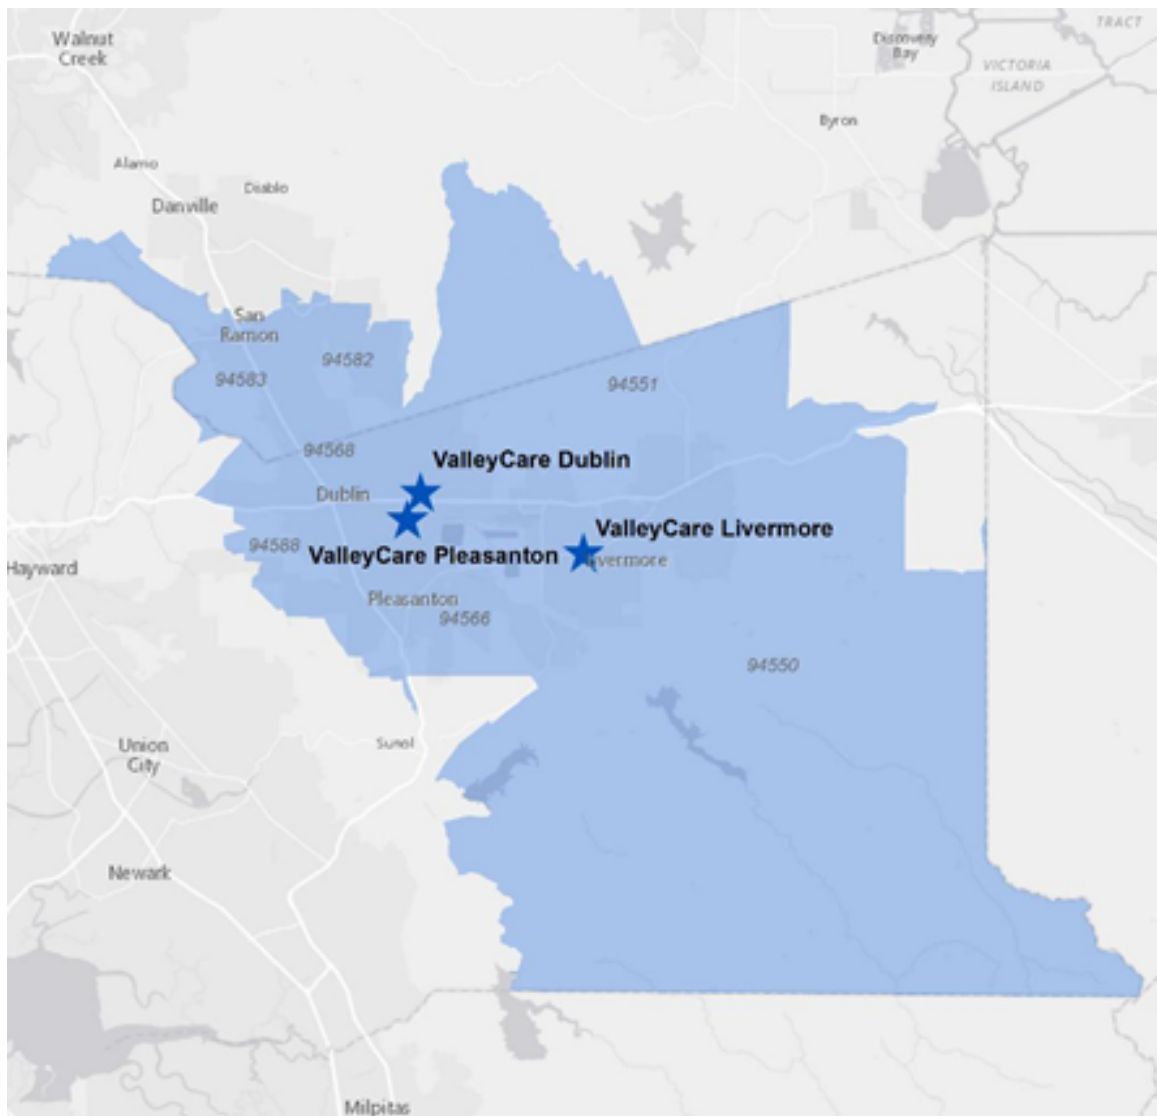 Walnut
Creek
Discovery
Bay
TRACT
VICTORIA
ISLAND
Byron
Alamo
Diablo
Danville
San
Ramon
94582
94583
94551
94568
ValleyCare Dublin
Dublin
ValleyCare Livermore
94588
ValleyCare Pleasanton
ivermore
Hayward
Pleasanton
94566
94550
Union
City
Sunol
Newark
Milpitas